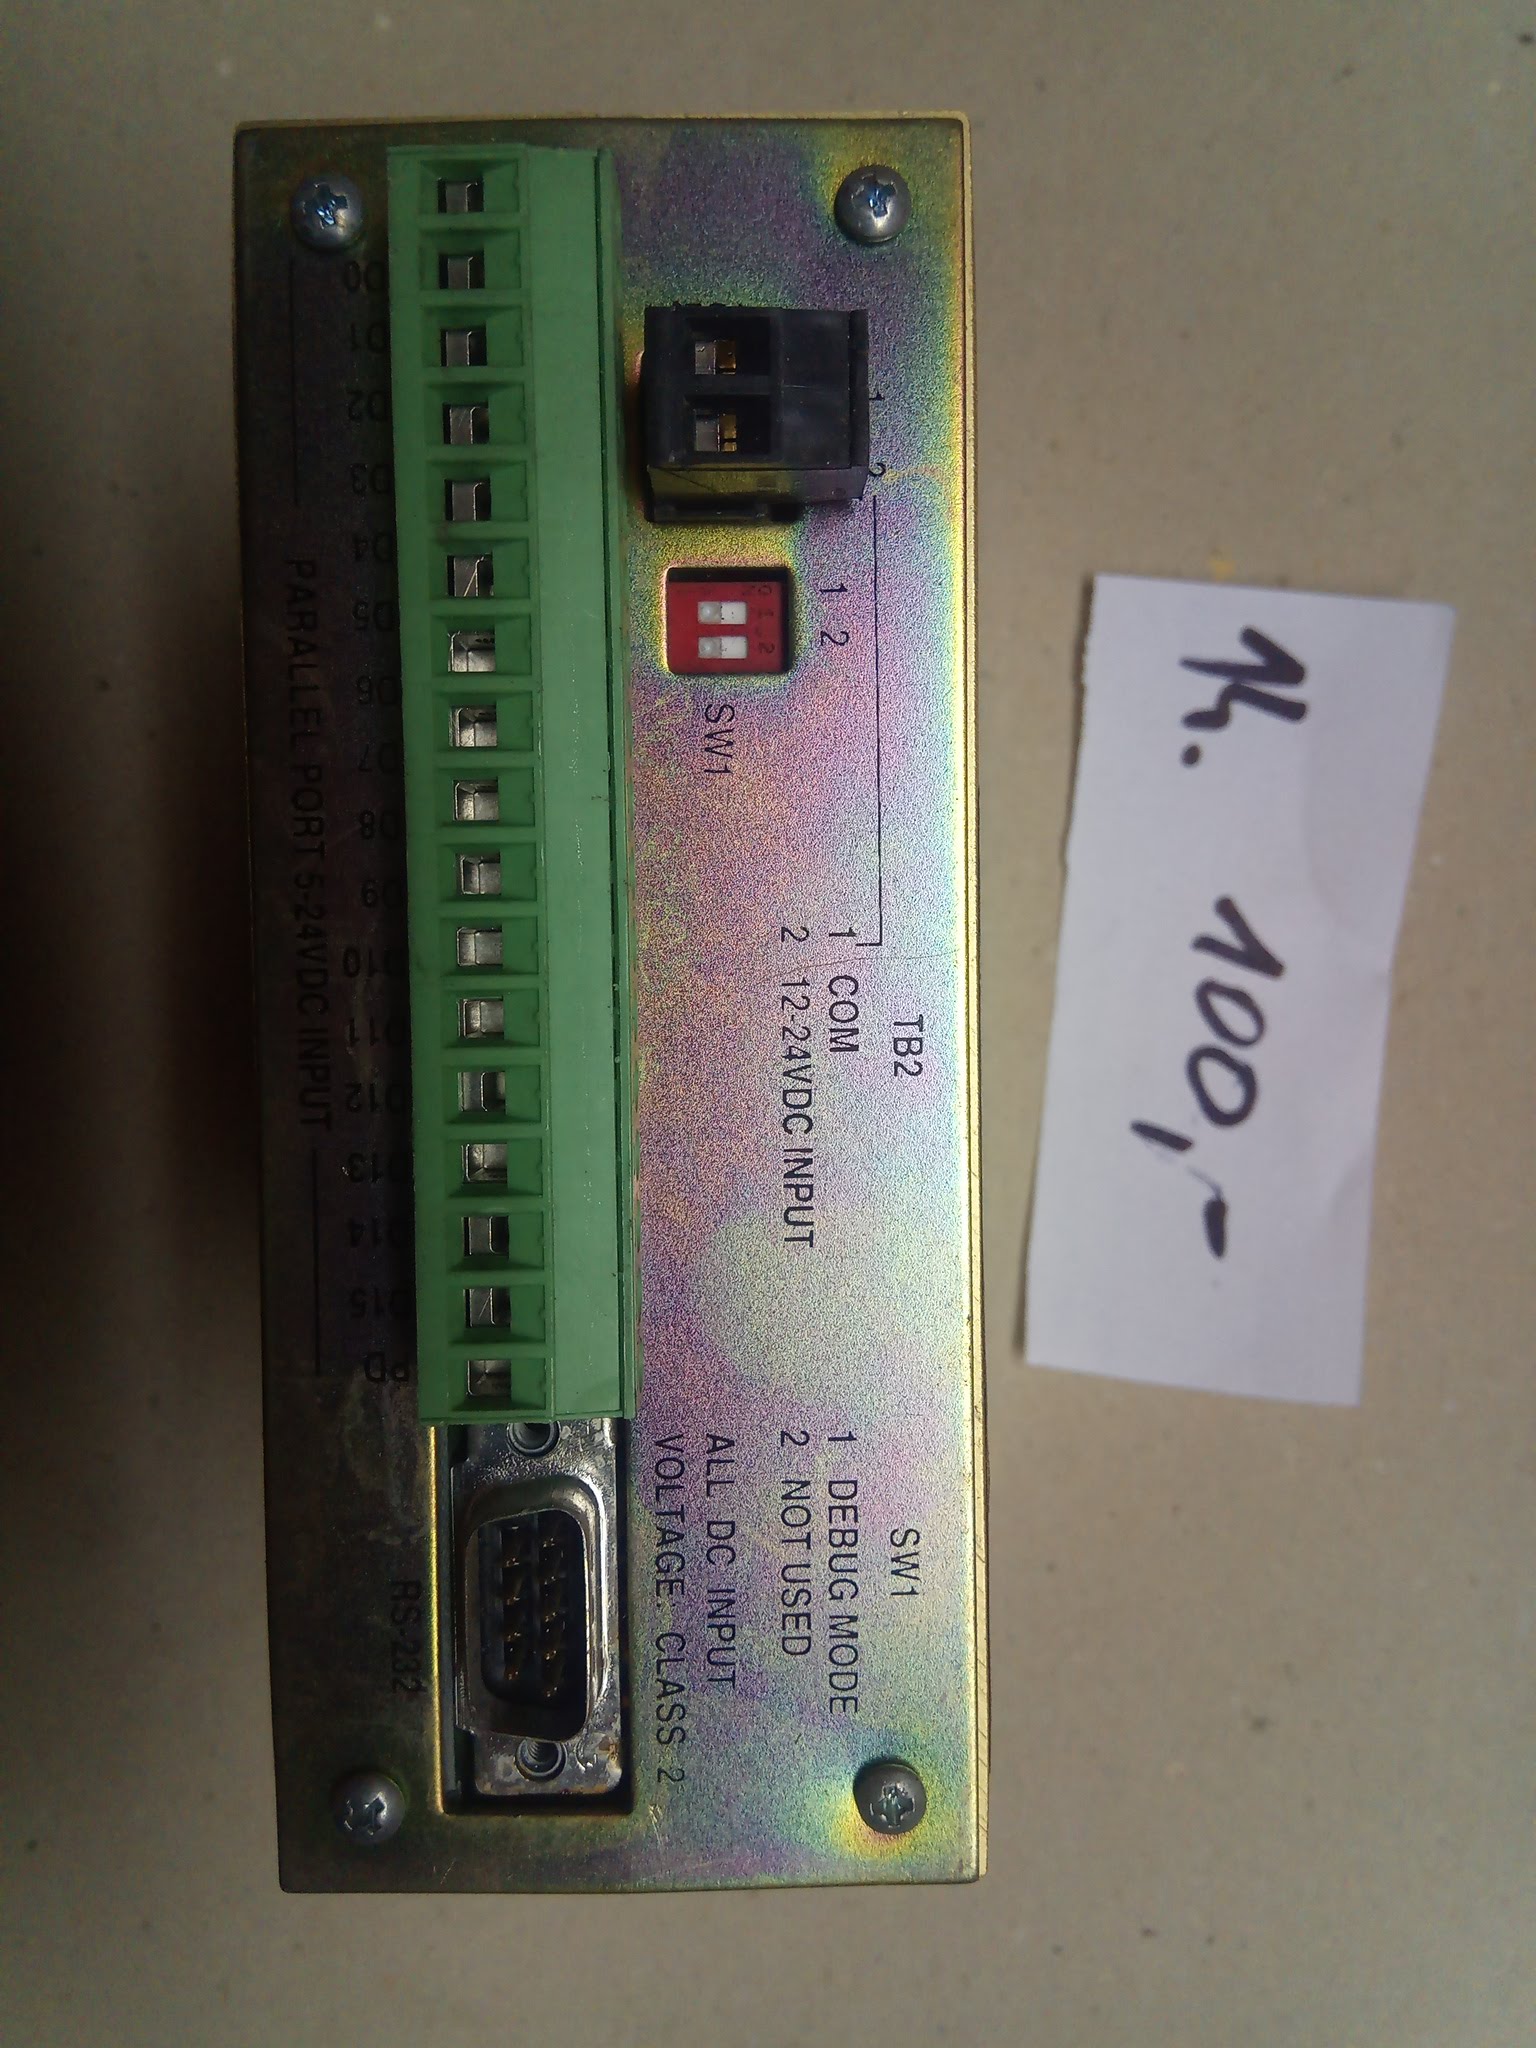 1 2
1 2
SW1
TB2
1 COM
2 12-24VDC INPUT
SW1
1 DEBUG MODE
2 NOT USED
ALL DC INPUT
VOLTAGE: CLASS 2
D0 D1 D2 D3 D4 D5 D6 D7 D8 D9 D10 D11 D12 D13 D14 D15 PD
PARALLEL PORT 5-24VDC INPUT
RS-232
100,-